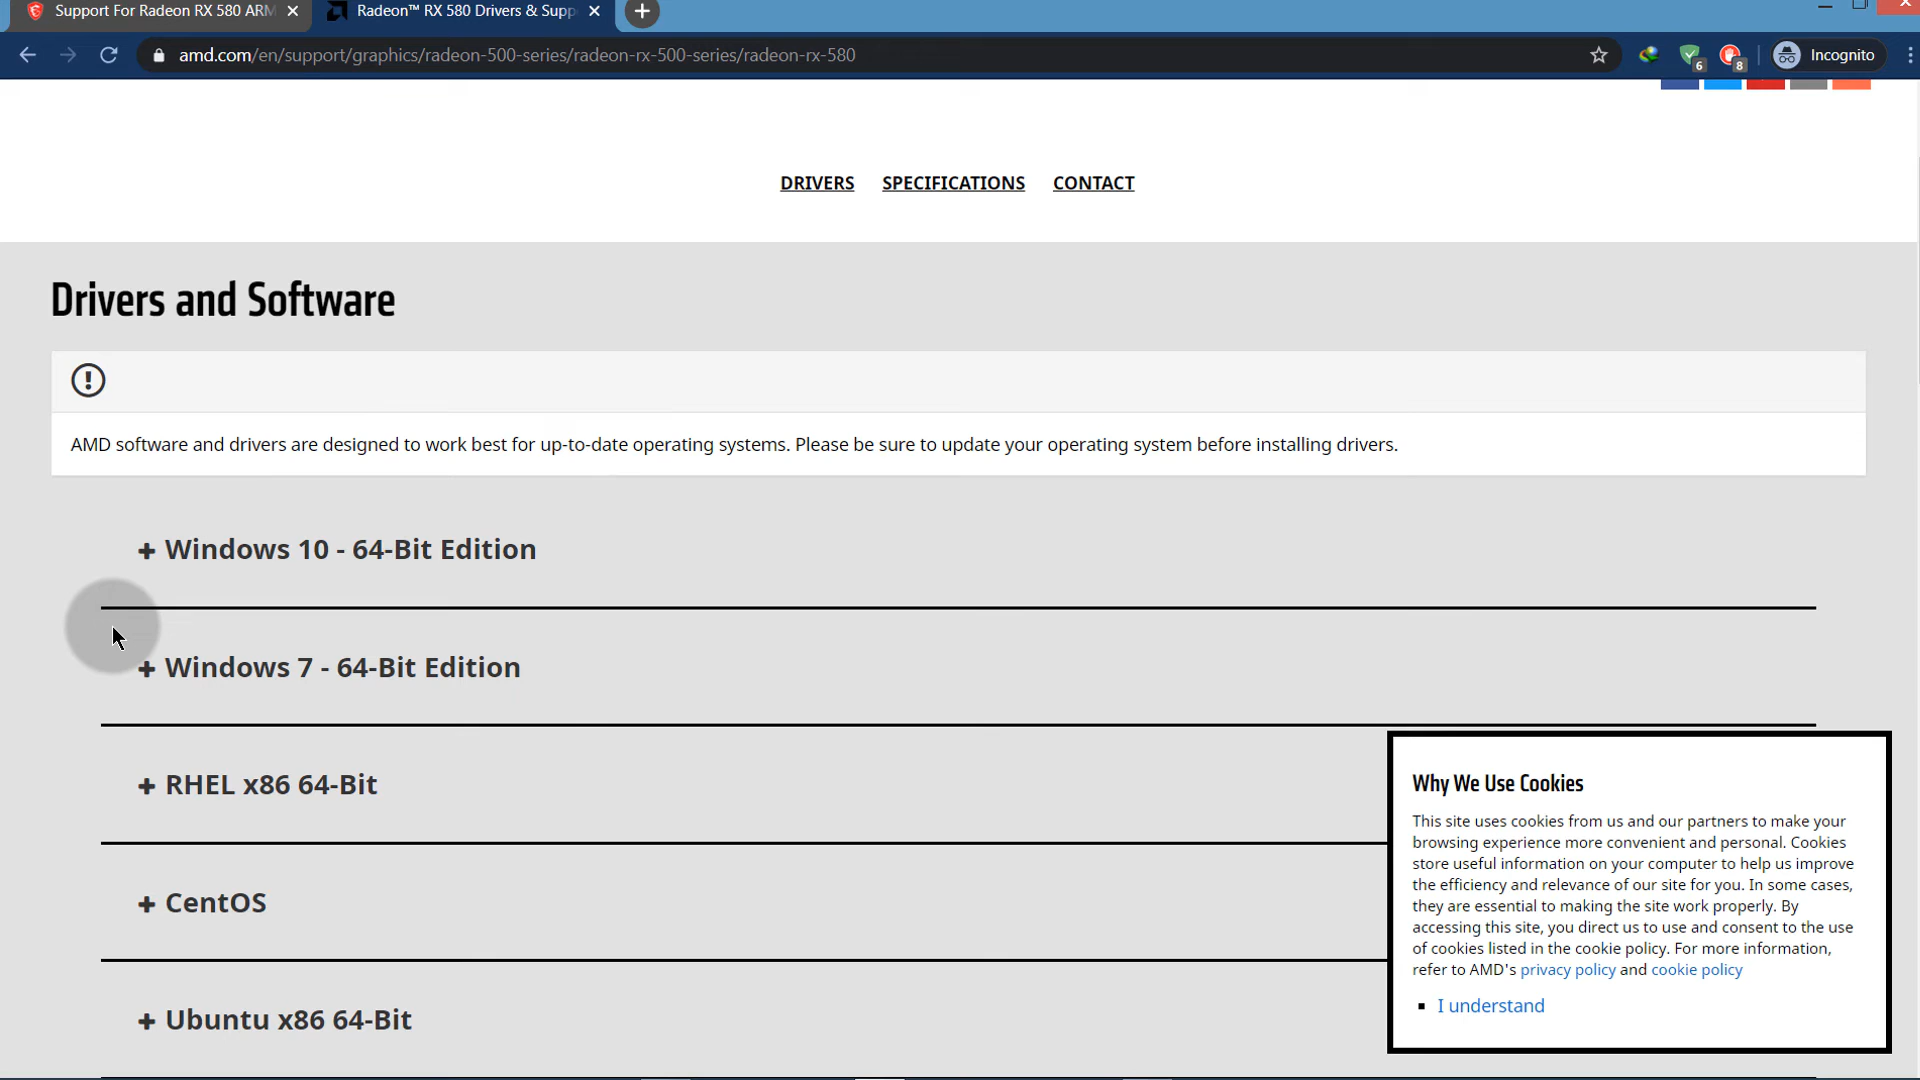 Support For Radeon RX 580 ARM
Radeon™ RX 580 Drivers & Supp
amd.com/en/support/graphics/radeon-500-series/radeon-rx-500-series/radeon-rx-580
6
8
Incognito
DRIVERS
SPECIFICATIONS
CONTACT
Drivers and Software
AMD software and drivers are designed to work best for up-to-date operating systems. Please be sure to update your operating system before installing drivers.
Windows 10 - 64-Bit Edition
Windows 7 - 64-Bit Edition
RHEL x86 64-Bit
CentOS
Ubuntu x86 64-Bit
Why We Use Cookies
This site uses cookies from us and our partners to make your
browsing experience more convenient and personal. Cookies
store useful information on your computer to help us improve
the efficiency and relevance of our site for you. In some cases,
they are essential to making the site work properly. By
accessing this site, you direct us to use and consent to the use
of cookies listed in the cookie policy. For more information,
refer to AMD's privacy policy and cookie policy
I understand